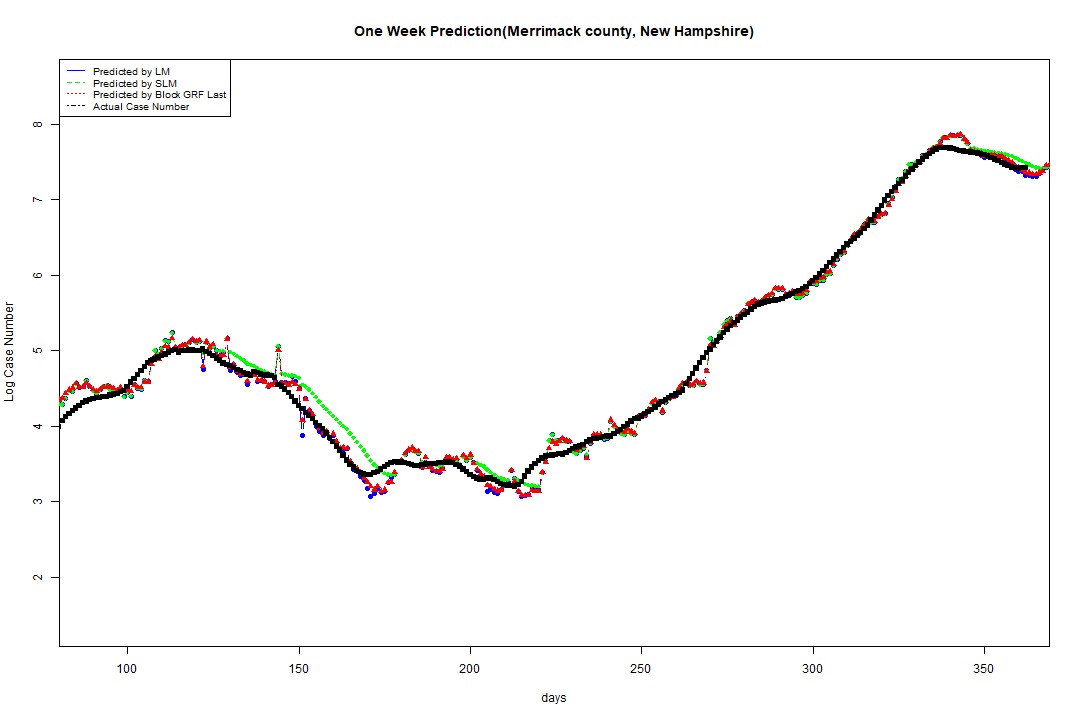 One Week Prediction(Merrimack county, New Hampshire)
Predicted by LM
Predicted by SLM
Predicted by Block GRF Last
Actual Case Number
Log Case Number
8
7
6
5
4
3
2
100 150 200 250 300 350
days